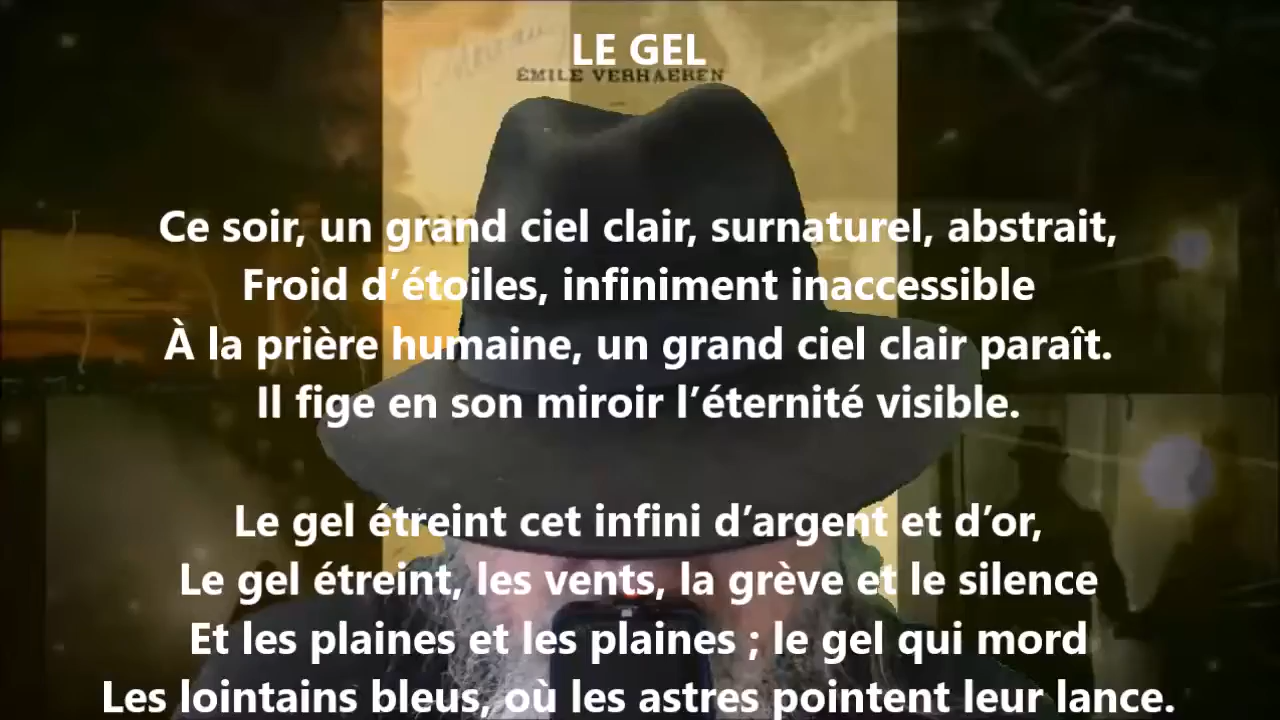 LE GEL
ÉMILE VERHAEREN
Ce soir, un grand ciel clair, surnaturel, abstrait,
Froid d’étoiles, infiniment inaccessible
À la prière humaine, un grand ciel clair paraît.
Il fige en son miroir l’éternité visible.
Le gel étreint cet infini d’argent et d’or,
Le gel étreint, les vents, la grève et le silence
Et les plaines et les plaines ; le gel qui mord
Les lointains bleus, où les astres pointent leur lance.